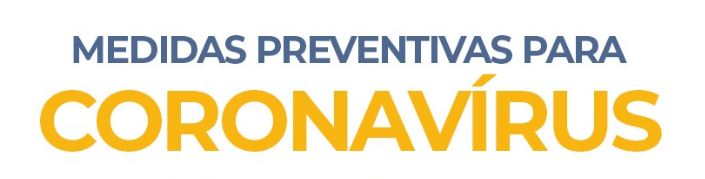 MEDIDAS PREVENTIVAS PARA
CORONAVÍRUS